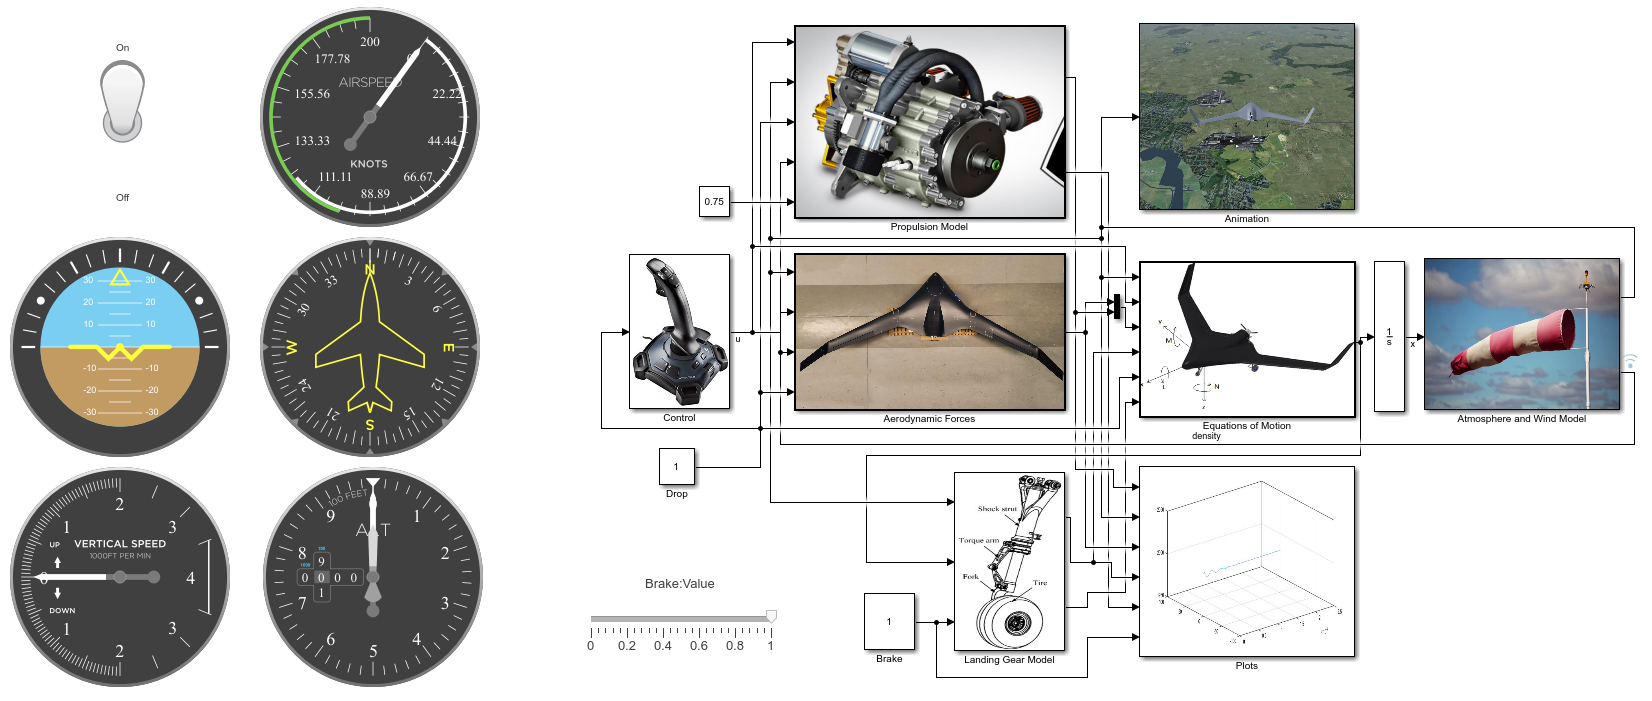 On
Off
200
177.78
155.56
133.33
111.11
88.89
66.67
44.44
22.22
AIRSPEED
KNOTS
30 30
20 20
10 10
-10 -10
-20 -20
-30 -30
N
3
6
E
12
15
S
21
24
W
30
33
2
1
3
UP
VERTICAL SPEED
1000FT PER MIN
0
4
DOWN
1
3
2
100 FEET
9
1
ALT
8
2
100
1000
9
0 0 0 0
1
7
3
6
4
5
Brake:Value
0 0.2 0.4 0.6 0.8 1
0.75
Propulsion Model
Animation
Control
u
Aerodynamic Forces
M
L
N
z
Equations of Motion
density
1
s
x
Atmosphere and Wind Model
1
Drop
Shock strut
Torque arm
Fork
Tire
Landing Gear Model
1
Brake
Plots